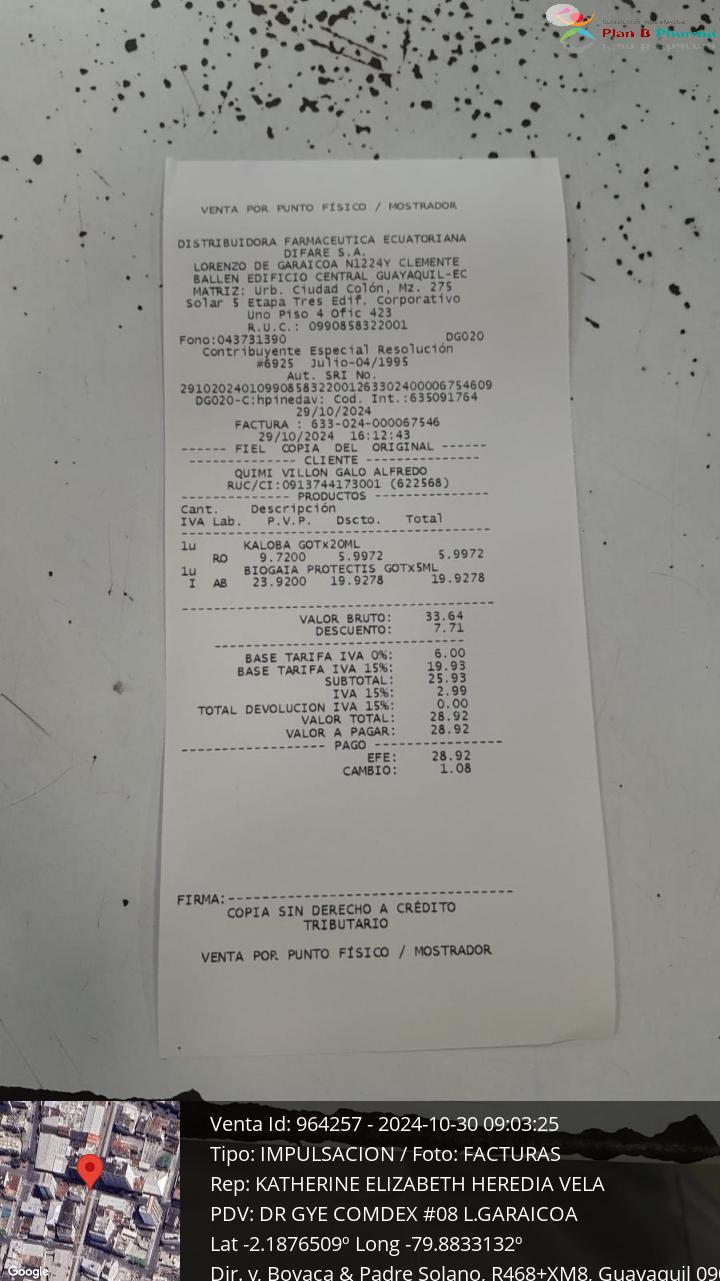 Plan B Pharma
VENTA POR PUNTO FÍSICO / MOSTRADOR
DISTRIBUIDORA FARMACEUTICA ECUATORIANA
DIFARE S.A.
LORENZO DE GARAICOA N1224Y CLEMENTE
BALLEN EDIFICIO CENTRAL GUAYAQUIL-EC
MATRIZ: Urb. Ciudad Colón, Mz. 275
Solar 5 Etapa Tres Edif. Corporativo
Uno Piso 4 Ofic 423
R.U.C.: 0990858322001
Fono:043731390 DG020
Contribuyente Especial Resolución
#6925 Julio-04/1995
Aut. SRI No.
29102024010990858322001263302400006754609
DG020-C:hpinedav: Cod. Int.:635091764
29/10/2024
FACTURA : 633-024-000067546
29/10/2024 16:12:43
------ FIEL COPIA DEL ORIGINAL ------
-------------- CLIENTE ---------------
QUIMI VILLON GALO ALFREDO
RUC/CI:0913744173001 (622568)
-------------- PRODUCTOS --------------
Cant. Descripción
IVA Lab. P.V.P. Dscto. Total
1u KALOBA GOTx20ML
RO 9.7200 5.9972 5.9972
1u BIOGAIA PROTECTIS GOTx5ML
I AB 23.9200 19.9278 19.9278
VALOR BRUTO: 33.64
DESCUENTO: 7.71
BASE TARIFA IVA 0%: 6.00
BASE TARIFA IVA 15%: 19.93
SUBTOTAL: 25.93
IVA 15%: 2.99
TOTAL DEVOLUCION IVA 15%: 0.00
VALOR TOTAL: 28.92
VALOR A PAGAR: 28.92
------------------ PAGO ----------------
EFE: 28.92
CAMBIO: 1.08
FIRMA:----------------------------------
COPIA SIN DERECHO A CRÉDITO
TRIBUTARIO
VENTA POR PUNTO FÍSICO / MOSTRADOR
Venta Id: 964257 - 2024-10-30 09:03:25
Tipo: IMPULSACION / Foto: FACTURAS
Rep: KATHERINE ELIZABETH HEREDIA VELA
PDV: DR GYE COMDEX #08 L.GARAICOA
Lat -2.1876509º Long -79.8833132º
Dir. v. Boyaca & Padre Solano, R468+XM8, Guayaquil 09
Google